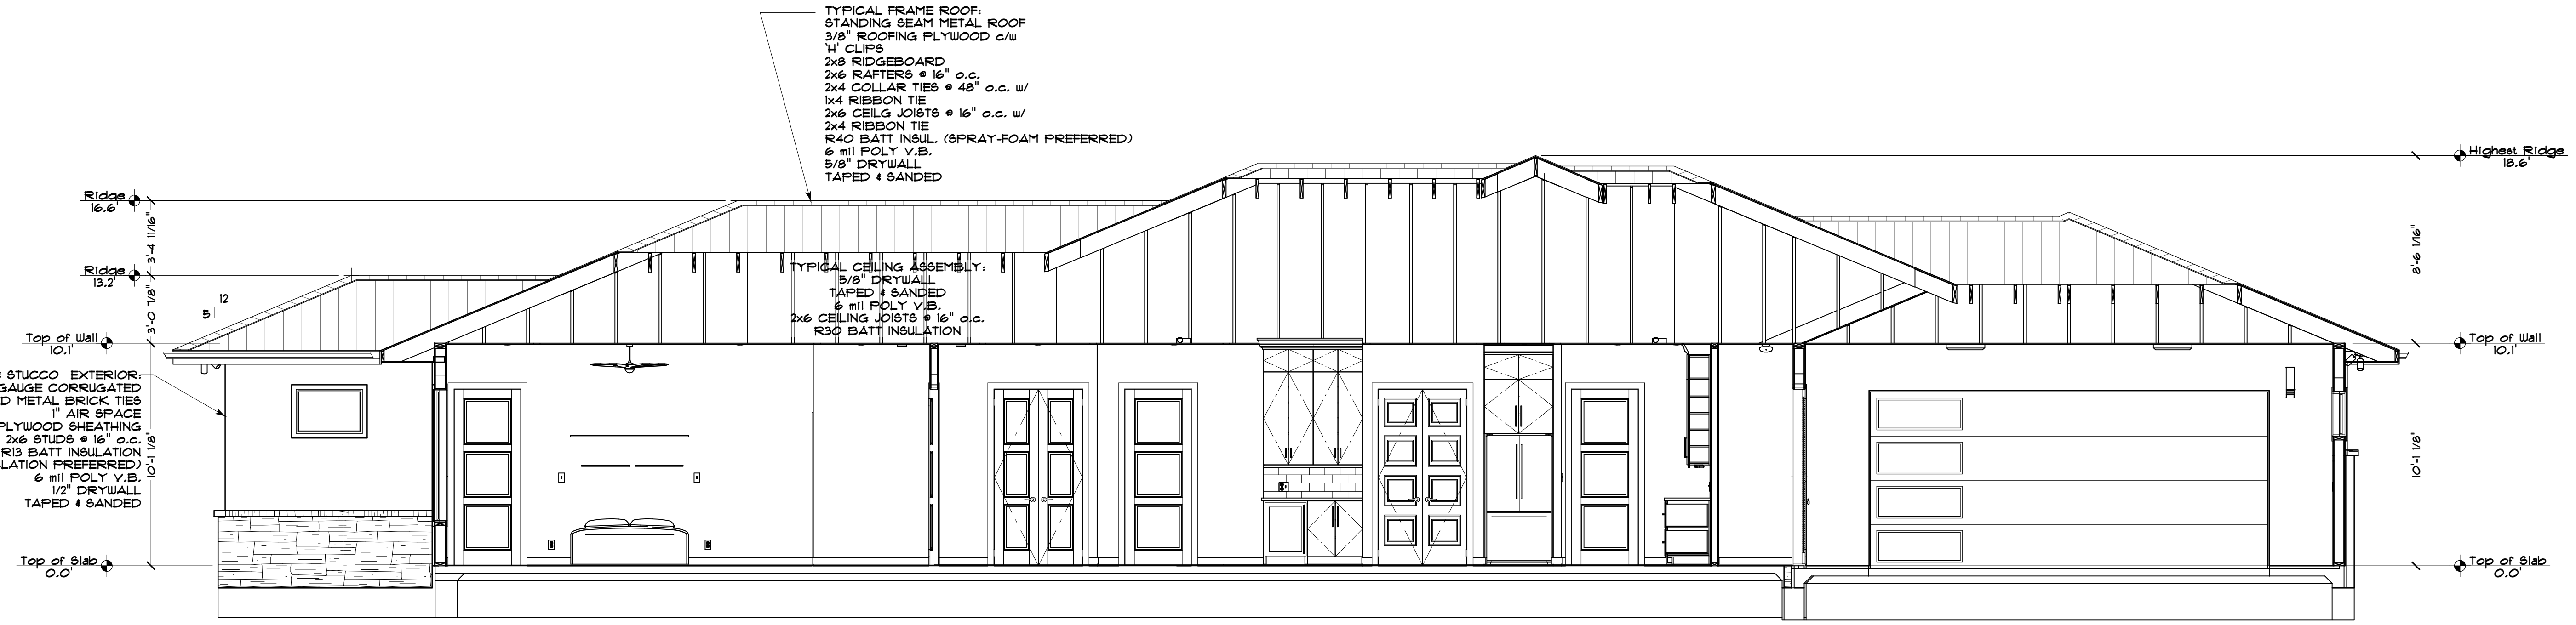 TYPICAL FRAME ROOF:
STANDING SEAM METAL ROOF
3/8" ROOFING PLYWOOD c/w
'H' CLIPS
2x8 RIDGEBOARD
2x6 RAFTERS @ 16" o.c.
2x4 COLLAR TIES @ 48" o.c. w/
1x4 RIBBON TIE
2x6 CEILG JOISTS @ 16" o.c. w/
2x4 RIBBON TIE
R40 BATT INSUL. (SPRAY-FOAM PREFERRED)
6 mil POLY V.B.
5/8" DRYWALL
TAPED & SANDED
Highest Ridge
18.6'
Ridge
16.6'
3'-4 11/16"
8'-6 1/16"
Ridge
13.2'
3'-0 7/8"
12
5
TYPICAL CEILING ASSEMBLY:
5/8" DRYWALL
TAPED & SANDED
6 mil POLY V.B.
2x6 CEILING JOISTS @ 16" o.c.
R30 BATT INSULATION
Top of Wall
10.1'
Top of Wall
10.1'
STUCCO EXTERIOR:
GAUGE CORRUGATED
METAL BRICK TIES
1" AIR SPACE
PLYWOOD SHEATHING
2x6 STUDS @ 16" o.c.
R13 BATT INSULATION
PREFERRED)
6 mil POLY V.B.
1/2" DRYWALL
TAPED & SANDED
10'-1 1/8"
10'-1 1/8"
Top of Slab
0.0'
Top of Slab
0.0'